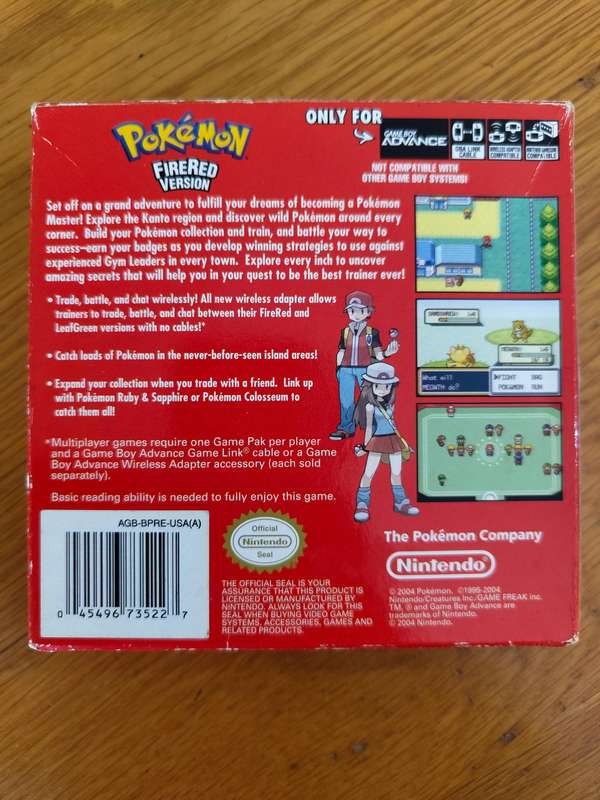 POKéMON
FIRERED
VERSION
ONLY FOR
GAME BOY
ADVANCE
GBA LINK
CABLE
WIRELESS ADAPTER
COMPATIBLE
NINTENDO GAMECUBE
COMPATIBLE
NOT COMPATIBLE WITH
OTHER GAME BOY SYSTEMS!
Set off on a grand adventure to fulfill your dreams of becoming a Pokémon
Master! Explore the Kanto region and discover wild Pokémon around every
corner. Build your Pokémon collection and train, and battle your way to
success—earn your badges as you develop winning strategies to use against
experienced Gym Leaders in every town. Explore every inch to uncover
amazing secrets that will help you in your quest to be the best trainer ever!
• Trade, battle, and chat wirelessly! All new wireless adapter allows
trainers to trade, battle, and chat between their FireRed and
LeafGreen versions with no cables!*
• Catch loads of Pokémon in the never-before-seen island areas!
• Expand your collection when you trade with a friend. Link up
with Pokémon Ruby & Sapphire or Pokémon Colosseum to
catch them all!
*Multiplayer games require one Game Pak per player
and a Game Boy Advance Game Link® cable or a Game
Boy Advance Wireless Adapter accessory (each sold
separately).
Basic reading ability is needed to fully enjoy this game.
SANDSHREW
MEOWTH
What will
MEOWTH do?
FIGHT BAG
POKéMON RUN
AGB-BPRE-USA(A)
0 45496 73522 7
Official
Nintendo
Seal
THE OFFICIAL SEAL IS YOUR
ASSURANCE THAT THIS PRODUCT IS
LICENSED OR MANUFACTURED BY
NINTENDO. ALWAYS LOOK FOR THIS
SEAL WHEN BUYING VIDEO GAME
SYSTEMS, ACCESSORIES, GAMES AND
RELATED PRODUCTS.
The Pokémon Company
Nintendo®
© 2004 Pokémon. ©1995-2004
Nintendo/Creatures Inc./GAME FREAK inc.
TM, ® and Game Boy Advance are
trademarks of Nintendo.
© 2004 Nintendo.